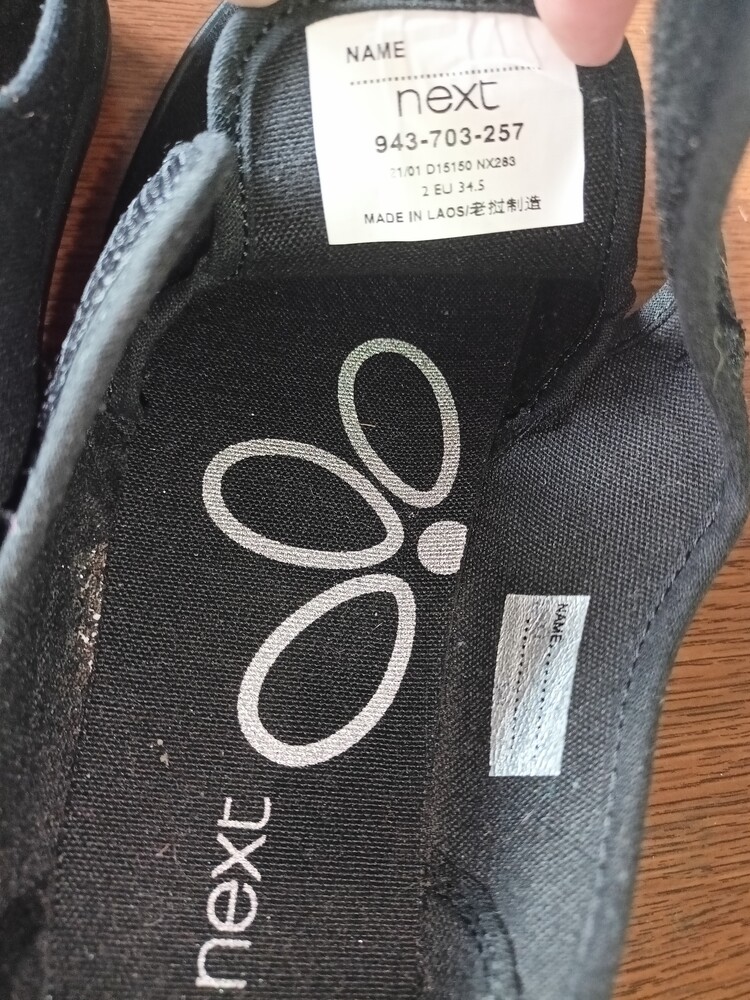 NAME
next
943-703-257
21/01 D15150 NX283
2 EU 34.5
MADE IN LAOS/老挝制造
NAME
next